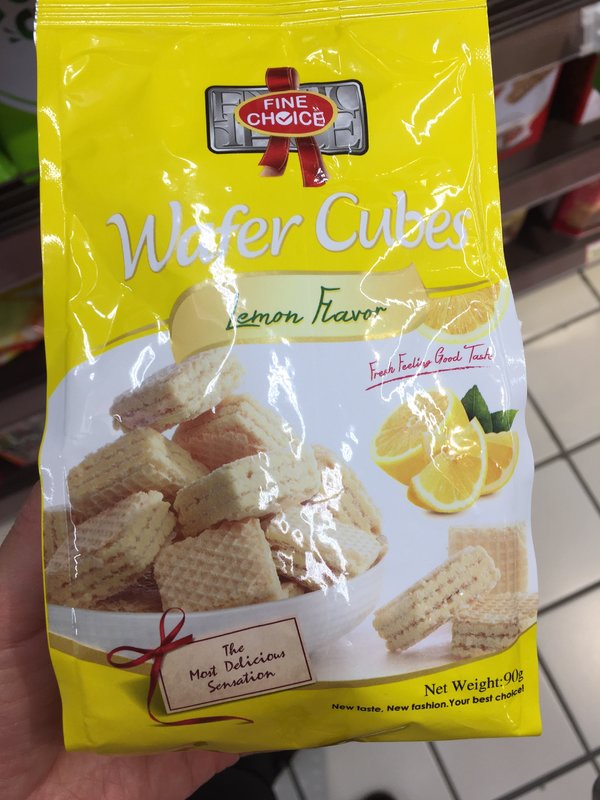 FINE
CHOICE
Wafer Cubes
Lemon Flavor
Fresh Feeling Good Taste
The
Most Delicious
Sensation
Net Weight:90g
New taste, New fashion.Your best choice!